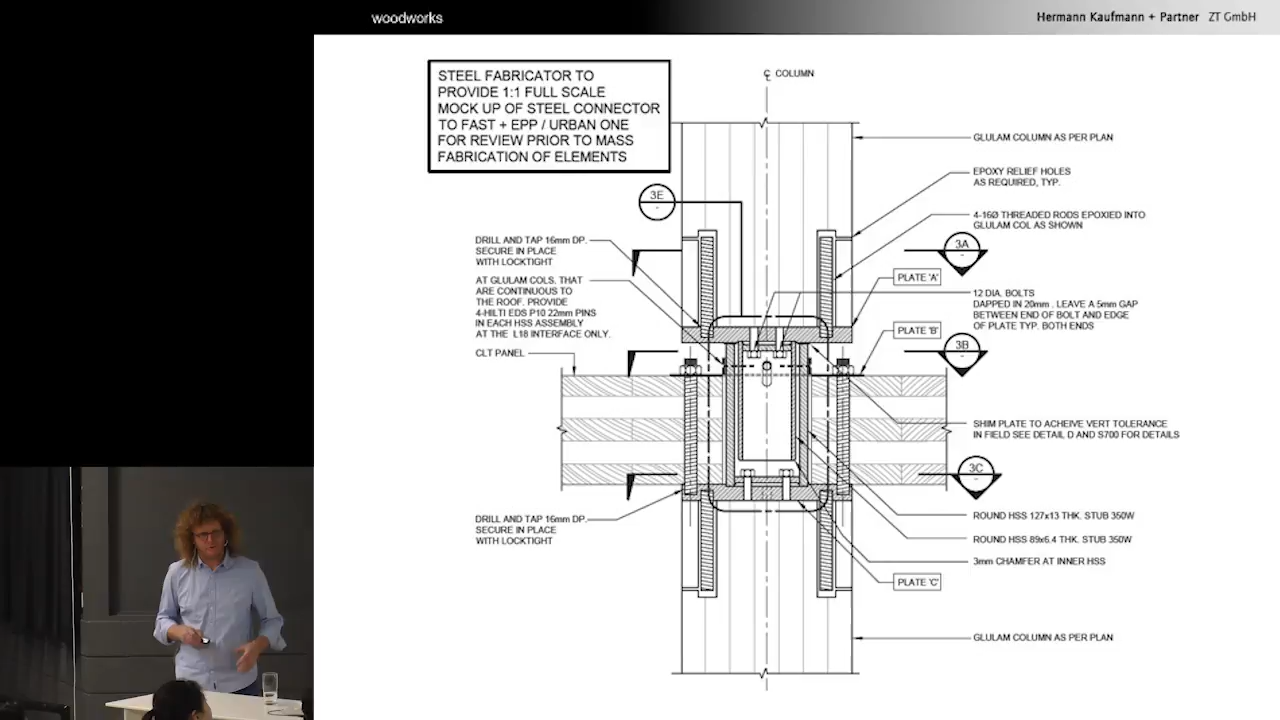 woodworks
Hermann Kaufmann + Partner ZT GmbH
STEEL FABRICATOR TO
PROVIDE 1:1 FULL SCALE
MOCK UP OF STEEL CONNECTOR
TO FAST + EPP / URBAN ONE
FOR REVIEW PRIOR TO MASS
FABRICATION OF ELEMENTS
℄ COLUMN
GLULAM COLUMN AS PER PLAN
EPOXY RELIEF HOLES
AS REQUIRED, TYP.
3E
-
4-16Ø THREADED RODS EPOXIED INTO
GLULAM COL AS SHOWN
DRILL AND TAP 16mm DP.
SECURE IN PLACE
WITH LOCKTIGHT
3A
-
PLATE 'A'
AT GLULAM COLS. THAT
ARE CONTINUOUS TO
THE ROOF. PROVIDE
4-HILTI EDS P10 22mm PINS
IN EACH HSS ASSEMBLY
AT THE L18 INTERFACE ONLY.
12 DIA. BOLTS
DAPPED IN 20mm . LEAVE A 5mm GAP
BETWEEN END OF BOLT AND EDGE
OF PLATE TYP. BOTH ENDS
PLATE 'B'
3B
-
CLT PANEL
SHIM PLATE TO ACHEIVE VERT TOLERANCE
IN FIELD SEE DETAIL D AND S700 FOR DETAILS
3C
-
DRILL AND TAP 16mm DP.
SECURE IN PLACE
WITH LOCKTIGHT
ROUND HSS 127x13 THK. STUB 350W
ROUND HSS 89x6.4 THK. STUB 350W
3mm CHAMFER AT INNER HSS
PLATE 'C'
GLULAM COLUMN AS PER PLAN